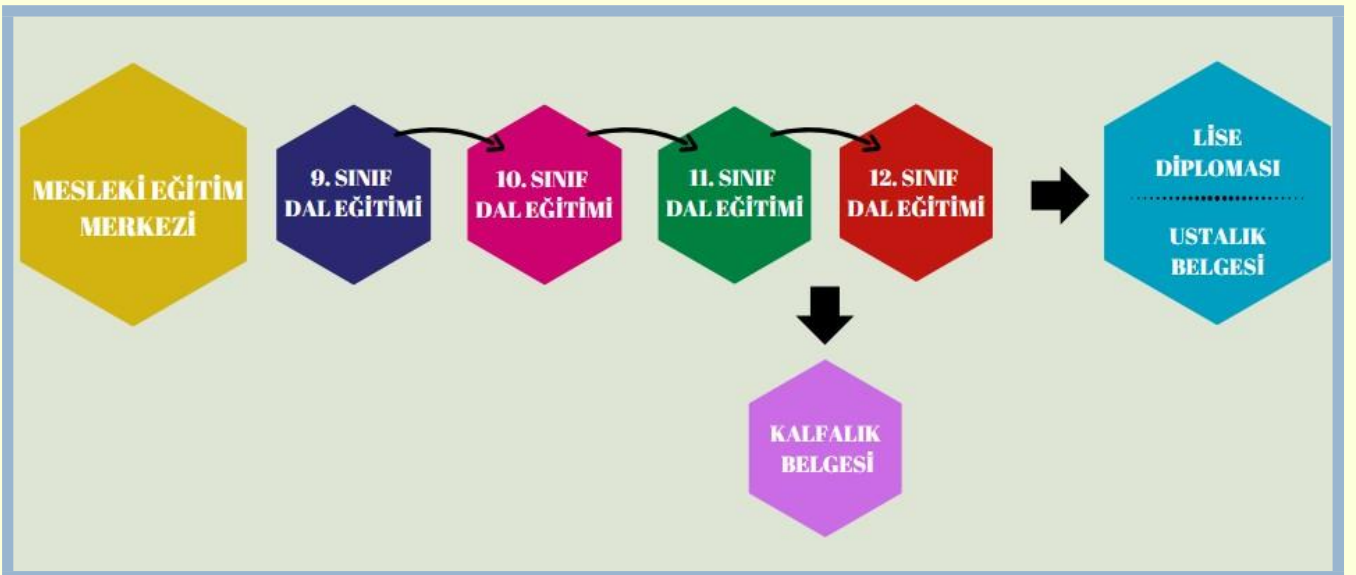 MESLEKİ EĞİTİM
MERKEZİ
9. SINIF
DAL EĞİTİMİ
10. SINIF
DAL EĞİTİMİ
11. SINIF
DAL EĞİTİMİ
12. SINIF
DAL EĞİTİMİ
LİSE
DİPLOMASI
USTALIK
BELGESİ
KALFALIK
BELGESİ